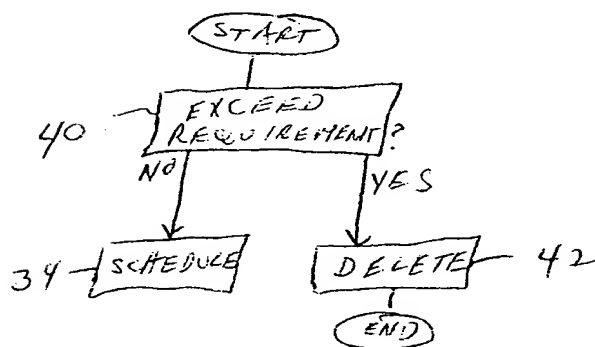 START
40
EXCEED
REQUIREMENT?
NO
YES
34
SCHEDULE
DELETE
42
END